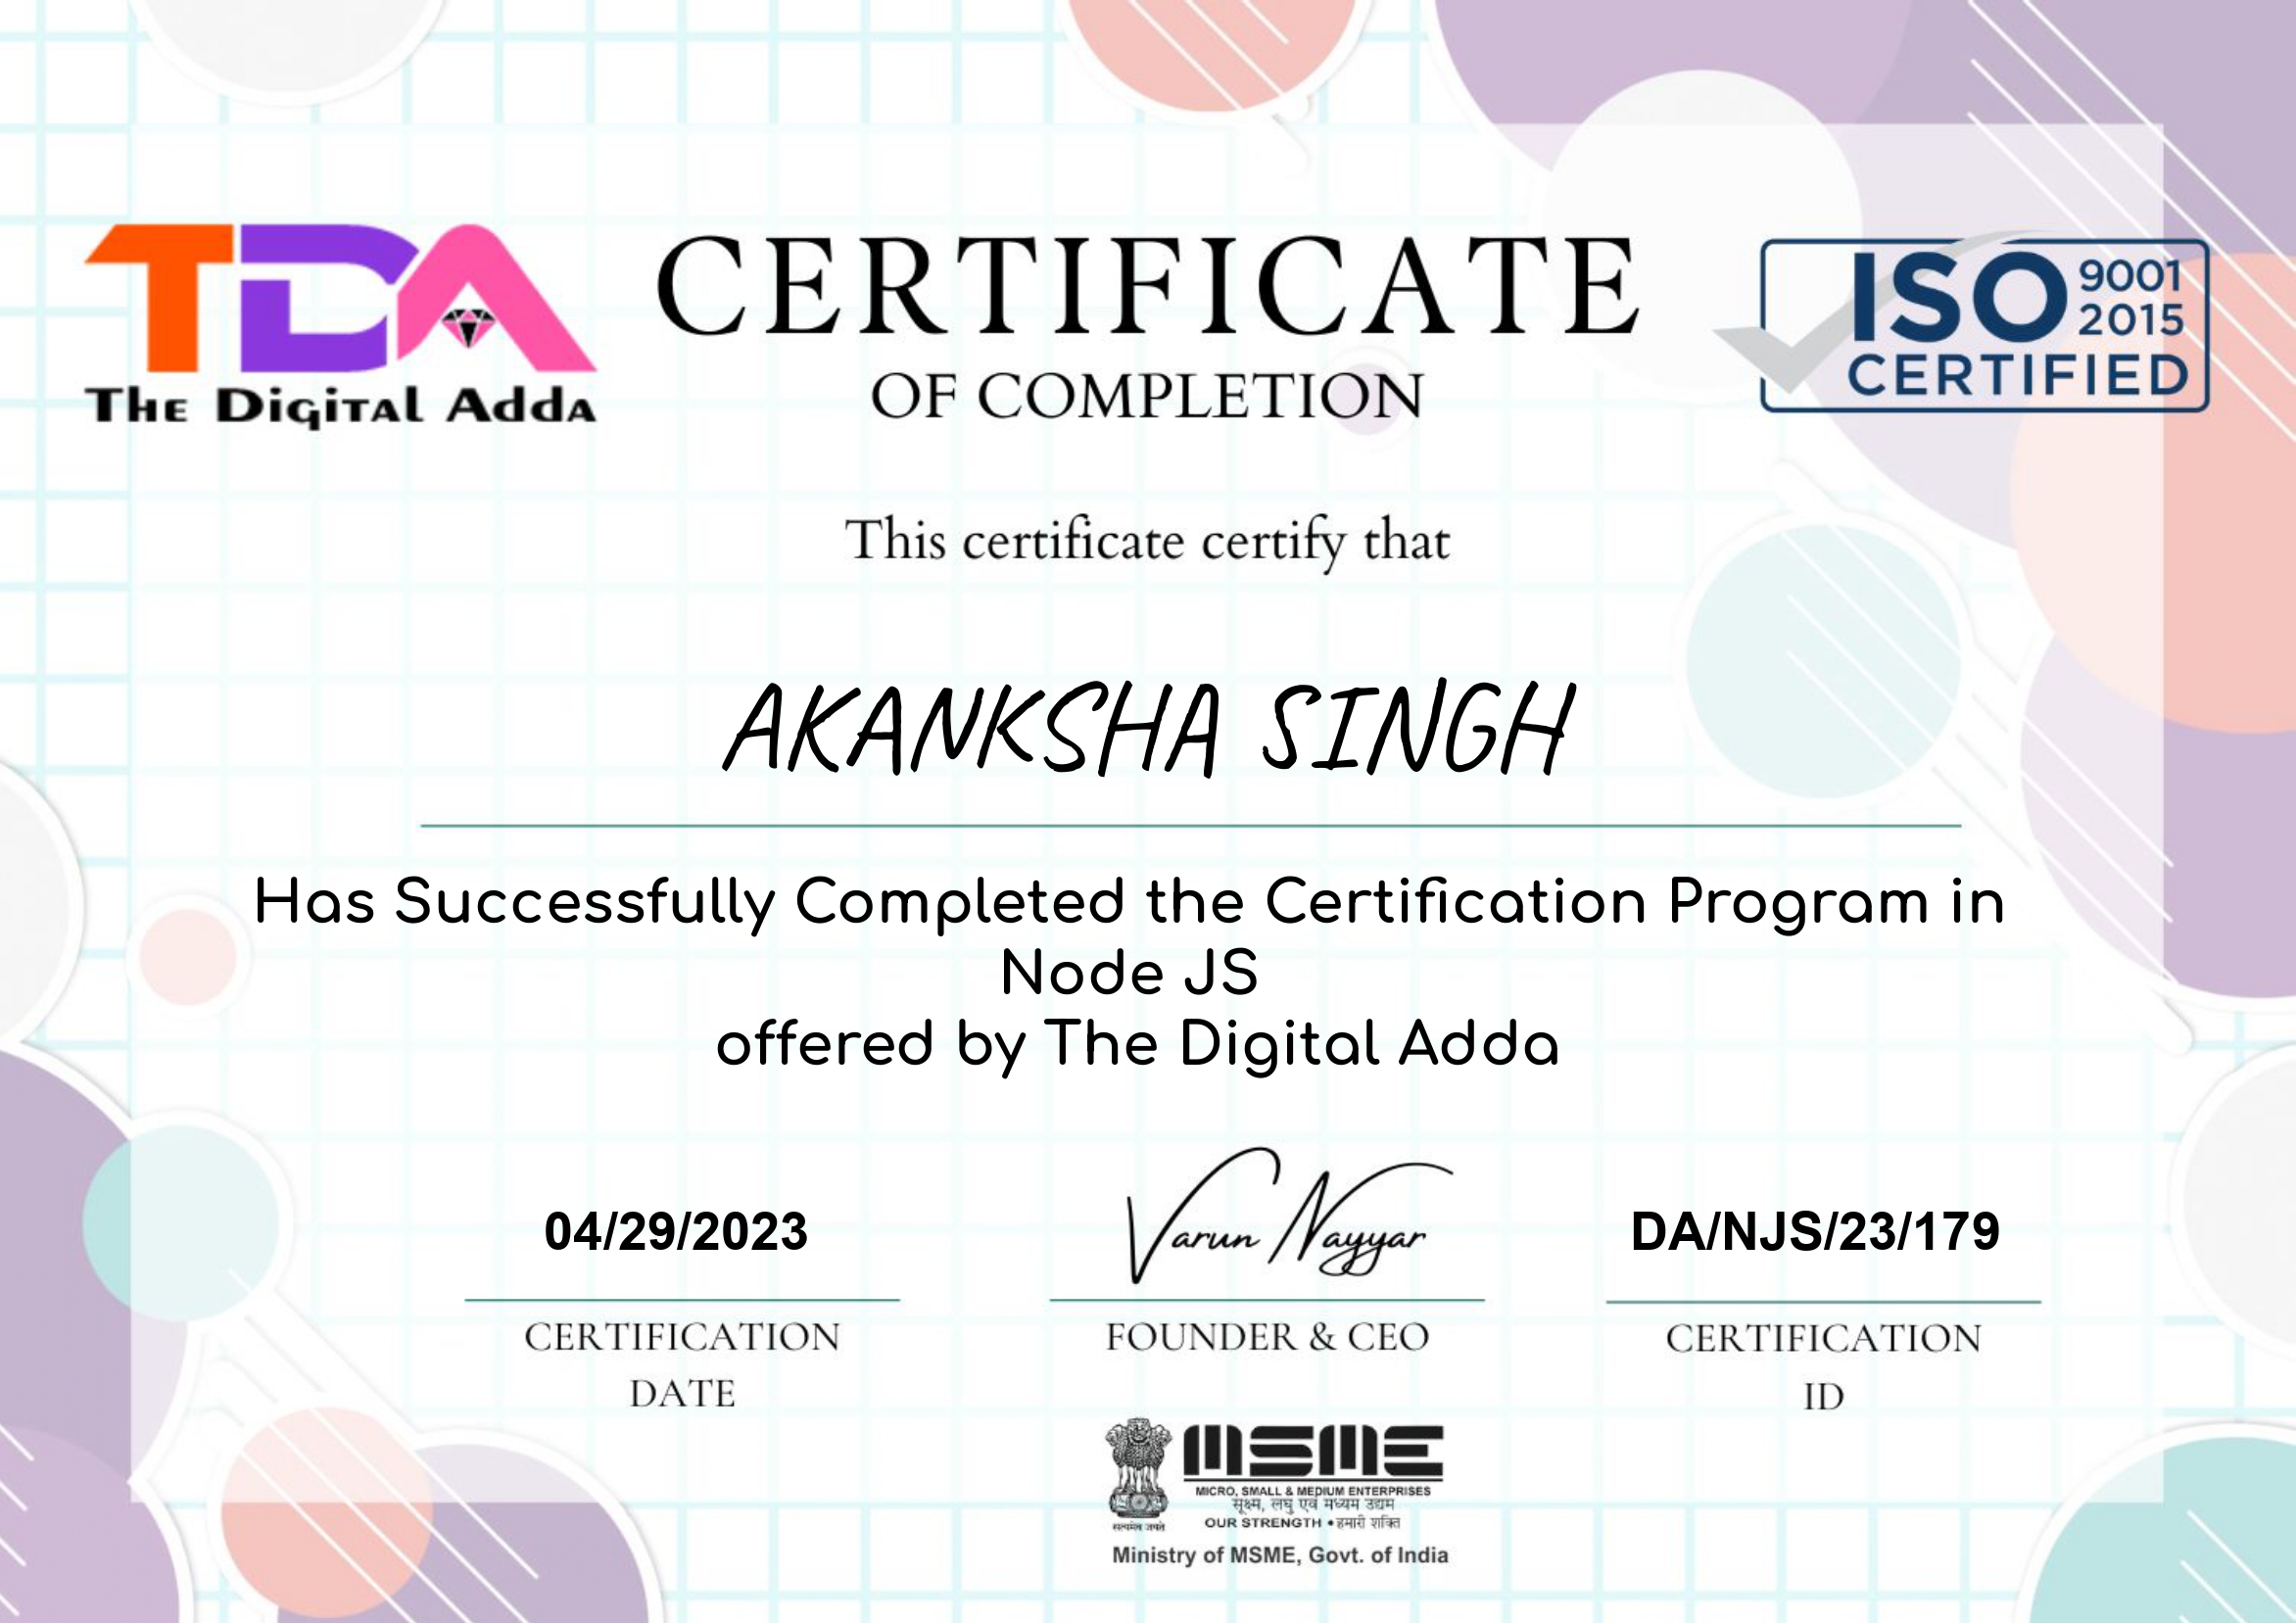 TDA
The Digital Adda
CERTIFICATE
OF COMPLETION
ISO 9001
2015
CERTIFIED
This certificate certify that
AKANKSHA SINGH
Has Successfully Completed the Certification Program in
Node JS
offered by The Digital Adda
04/29/2023
Varun Nayyar
DA/NJS/23/179
CERTIFICATION
DATE
FOUNDER & CEO
CERTIFICATION
ID
MSME
MICRO, SMALL & MEDIUM ENTERPRISES
सूक्ष्म, लघु एवं मध्यम उद्यम
OUR STRENGTH • हमारी शक्ति
सत्यमेव जयते
Ministry of MSME, Govt. of India